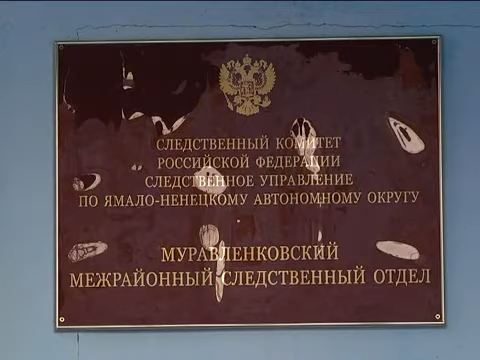 СЛЕДСТВЕННЫЙ КОМИТЕТ
РОССИЙСКОЙ ФЕДЕРАЦИИ
СЛЕДСТВЕННОЕ УПРАВЛЕНИЕ
ПО ЯМАЛО-НЕНЕЦКОМУ АВТОНОМНОМУ ОКРУГУ
МУРАВЛЕНКОВСКИЙ
МЕЖРАЙОННЫЙ СЛЕДСТВЕННЫЙ ОТДЕЛ